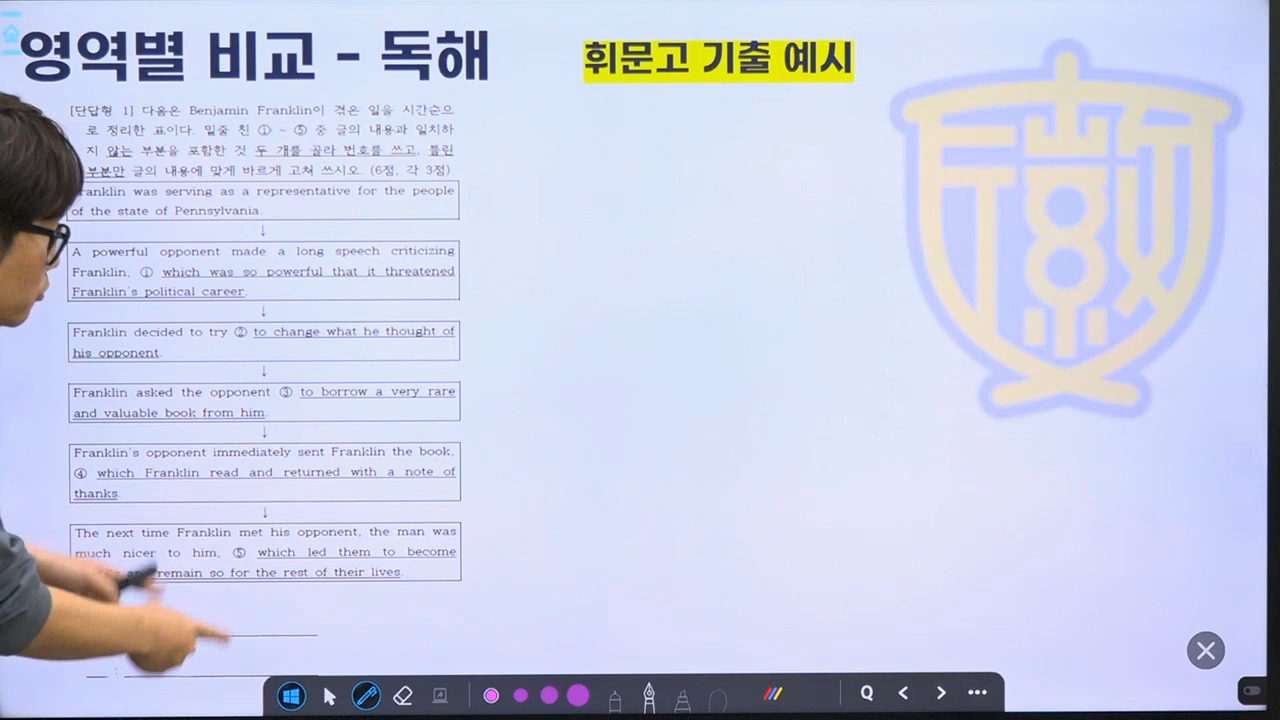 영역별 비교 - 독해
휘문고 기출 예시
[단답형 1] 다음은 Benjamin Franklin이 겪은 일을 시간순으
로 정리한 표이다. 밑줄 친 ① ~ ⑤ 중 글의 내용과 일치하
지 않는 부분을 포함한 것 두 개를 골라 번호를 쓰고, 틀린
부분만 글의 내용에 맞게 바르게 고쳐 쓰시오. (6점, 각 3점)
ranklin was serving as a representative for the people
of the state of Pennsylvania.
↓
A powerful opponent made a long speech criticizing
Franklin, ① which was so powerful that it threatened
Franklin's political career.
↓
Franklin decided to try ② to change what he thought of
his opponent.
↓
Franklin asked the opponent ③ to borrow a very rare
and valuable book from him.
↓
Franklin's opponent immediately sent Franklin the book,
④ which Franklin read and returned with a note of
thanks.
↓
The next time Franklin met his opponent, the man was
much nicer to him, ⑤ which led them to become
remain so for the rest of their lives.